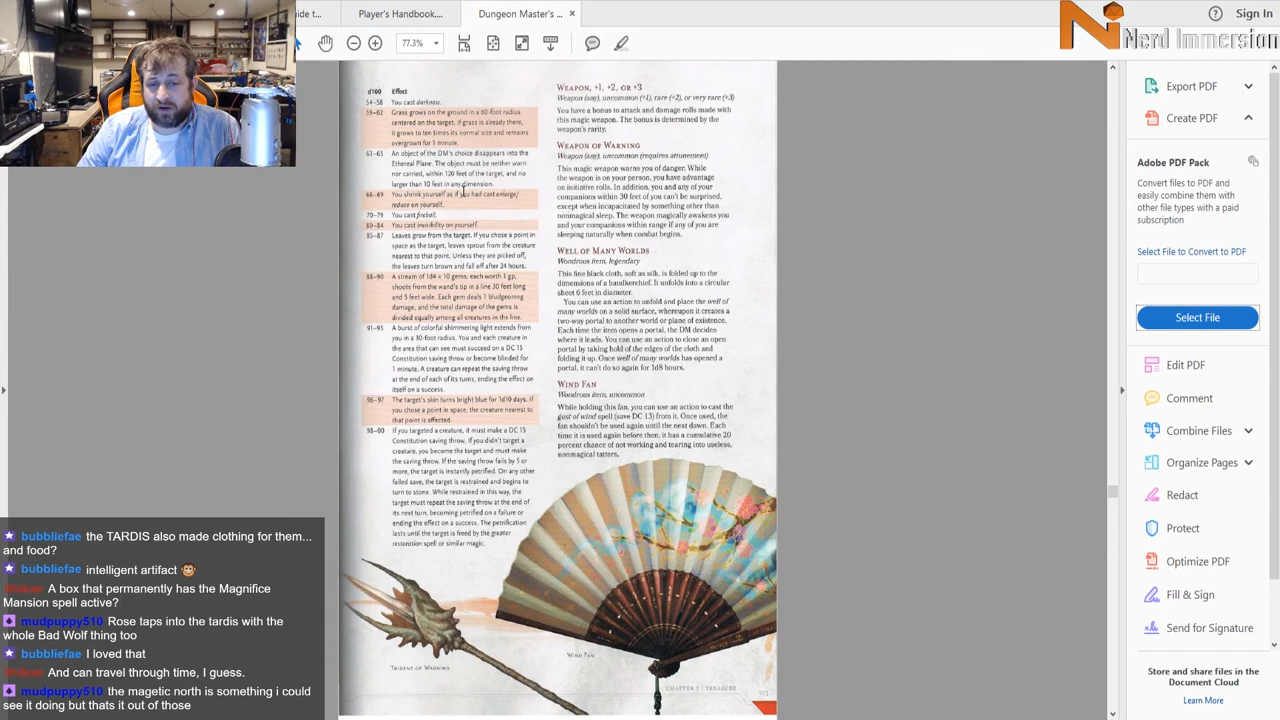 ide t...
Player's Handbook....
Dungeon Master's ... ×
Sign In
77.3%
Nerd Immersion
d100 Effect
54–58 You cast darkness.
59–62 Grass grows on the ground in a 60-foot radius
centered on the target. If grass is already there,
it grows to ten times its normal size and remains
overgrown for 1 minute.
63–65 An object of the DM's choice disappears into the
Ethereal Plane. The object must be neither worn
nor carried, within 120 feet of the target, and no
larger than 10 feet in any dimension.
66–69 You shrink yourself as if you had cast enlarge/
reduce on yourself.
70–79 You cast fireball.
80–84 You cast invisibility on yourself.
85–87 Leaves grow from the target. If you chose a point in
space as the target, leaves sprout from the creature
nearest to that point. Unless they are picked off,
the leaves turn brown and fall off after 24 hours.
88–90 A stream of 1d4 × 10 gems, each worth 1 gp,
shoots from the wand's tip in a line 30 feet long
and 5 feet wide. Each gem deals 1 bludgeoning
damage, and the total damage of the gems is
divided equally among all creatures in the line.
91–95 A burst of colorful shimmering light extends from
you in a 30-foot radius. You and each creature in
the area that can see must succeed on a DC 15
Constitution saving throw or become blinded for
1 minute. A creature can repeat the saving throw
at the end of each of its turns, ending the effect on
itself on a success.
96–97 The target's skin turns bright blue for 1d10 days. If
you chose a point in space, the creature nearest to
that point is affected.
98–00 If you targeted a creature, it must make a DC 15
Constitution saving throw. If you didn't target a
creature, you become the target and must make
the saving throw. If the saving throw fails by 5 or
more, the target is instantly petrified. On any other
failed save, the target is restrained and begins to
turn to stone. While restrained in this way, the
target must repeat the saving throw at the end of
its next turn, becoming petrified on a failure or
ending the effect on a success. The petrification
lasts until the target is freed by the greater
restoration spell or similar magic.
Trident of Warning
Weapon, +1, +2, or +3
Weapon (any), uncommon (+1), rare (+2), or very rare (+3)
You have a bonus to attack and damage rolls made with
this magic weapon. The bonus is determined by the
weapon's rarity.
Weapon of Warning
Weapon (any), uncommon (requires attunement)
This magic weapon warns you of danger. While
the weapon is on your person, you have advantage
on initiative rolls. In addition, you and any of your
companions within 30 feet of you can't be surprised,
except when incapacitated by something other than
nonmagical sleep. The weapon magically awakens you
and your companions within range if any of you are
sleeping naturally when combat begins.
Well of Many Worlds
Wondrous item, legendary
This fine black cloth, soft as silk, is folded up to the
dimensions of a handkerchief. It unfolds into a circular
sheet 6 feet in diameter.
You can use an action to unfold and place the well of
many worlds on a solid surface, whereupon it creates a
two-way portal to another world or plane of existence.
Each time the item opens a portal, the DM decides
where it leads. You can use an action to close an open
portal by taking hold of the edges of the cloth and
folding it up. Once well of many worlds has opened a
portal, it can't do so again for 1d8 hours.
Wind Fan
Wondrous item, uncommon
While holding this fan, you can use an action to cast the
gust of wind spell (save DC 13) from it. Once used, the
fan shouldn't be used again until the next dawn. Each
time it is used again before then, it has a cumulative 20
percent chance of not working and tearing into useless,
nonmagical tatters.
Wind Fan
CHAPTER 7 | TREASURE
Export PDF
Create PDF
Adobe PDF Pack
Convert files to PDF and easily
combine them with other file
types with a paid
subscription
Select File to Convert to PDF
Select File
Edit PDF
Comment
Combine Files
Organize Pages
Redact
Protect
Optimize PDF
Fill & Sign
Send for Signature
Store and share files in the
Document Cloud
Learn More
bubbliefae the TARDIS also made clothing for them...
and food?
bubbliefae intelligent artifact
A box that permanently has the Magnifice
Mansion spell active?
mudpuppy510 Rose taps into the tardis with the
whole Bad Wolf thing too
bubbliefae I loved that
And can travel through time, I guess.
mudpuppy510 the magetic north is something i could
see it doing but thats it out of those